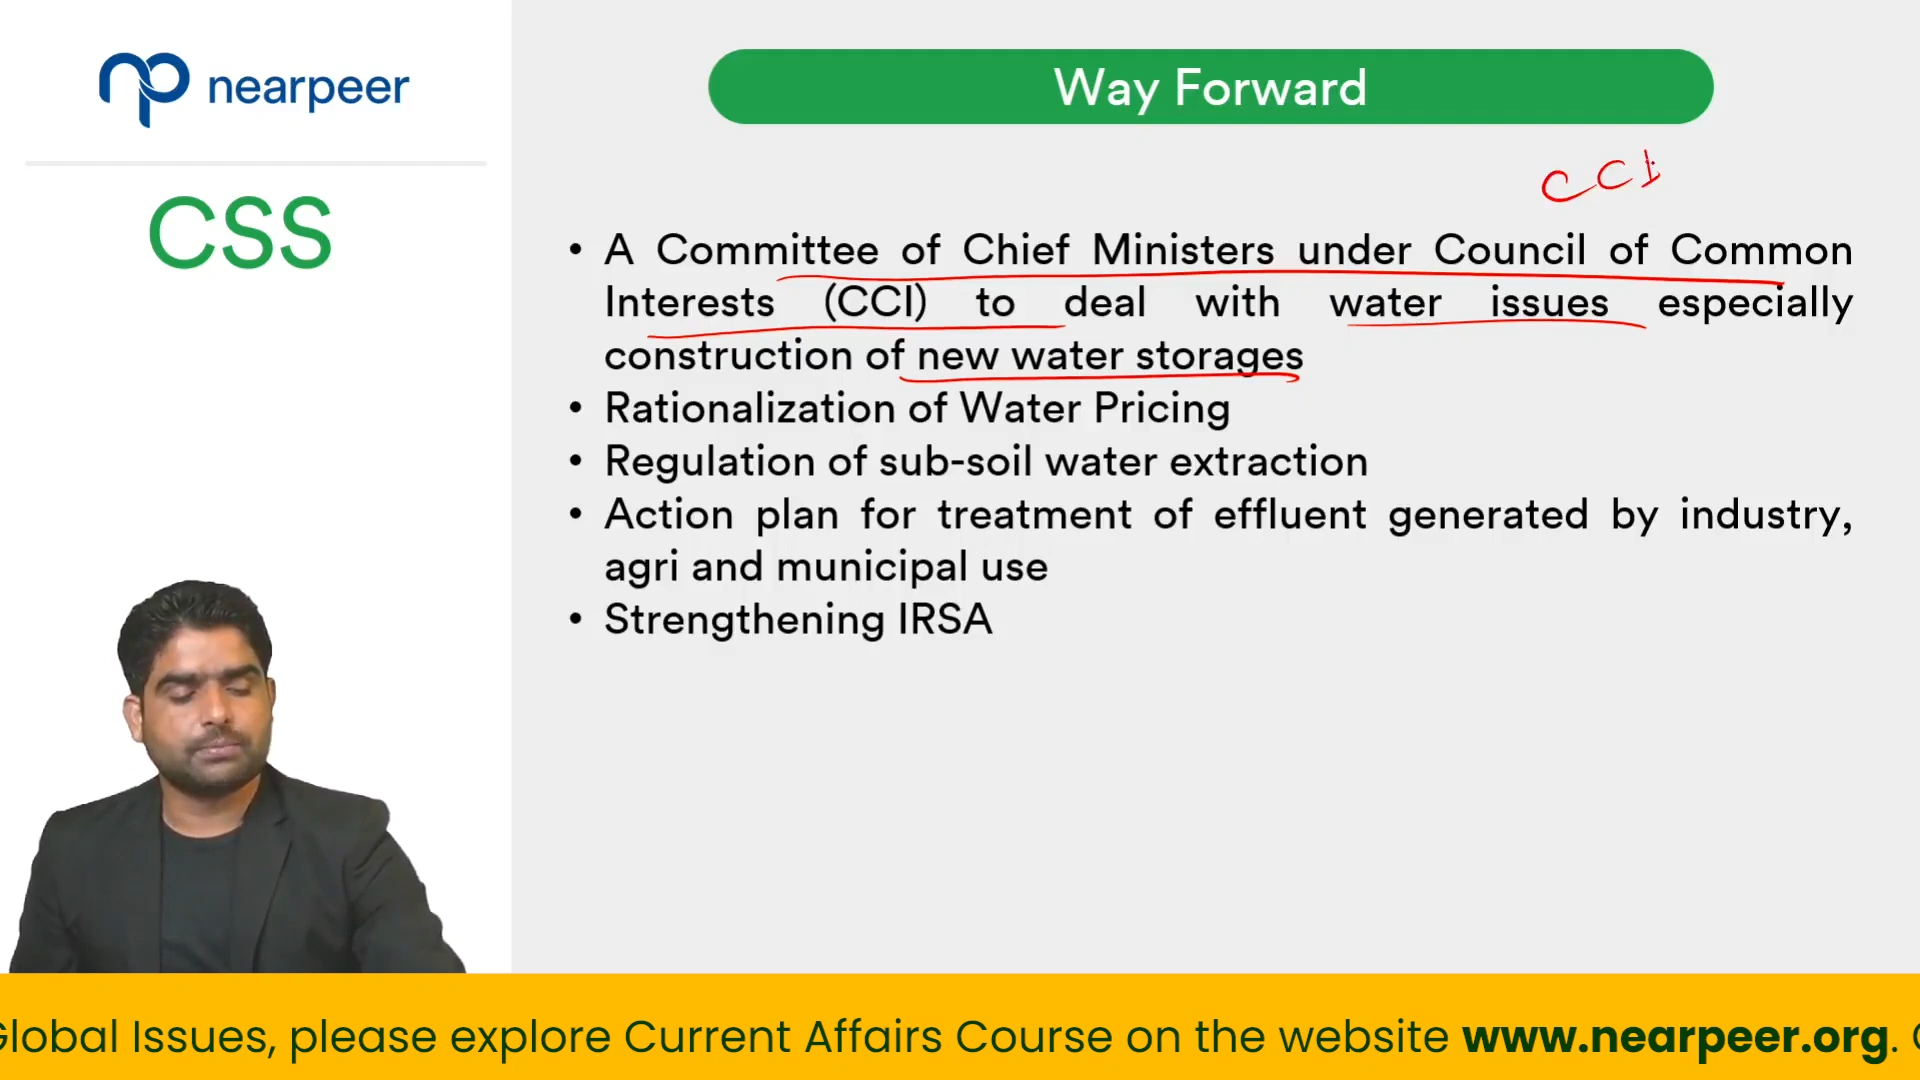 nearpeer
CSS
Way Forward
CCI
• A Committee of Chief Ministers under Council of Common
Interests (CCI) to deal with water issues especially
construction of new water storages
• Rationalization of Water Pricing
• Regulation of sub-soil water extraction
• Action plan for treatment of effluent generated by industry,
agri and municipal use
• Strengthening IRSA
Global Issues, please explore Current Affairs Course on the website www.nearpeer.org.